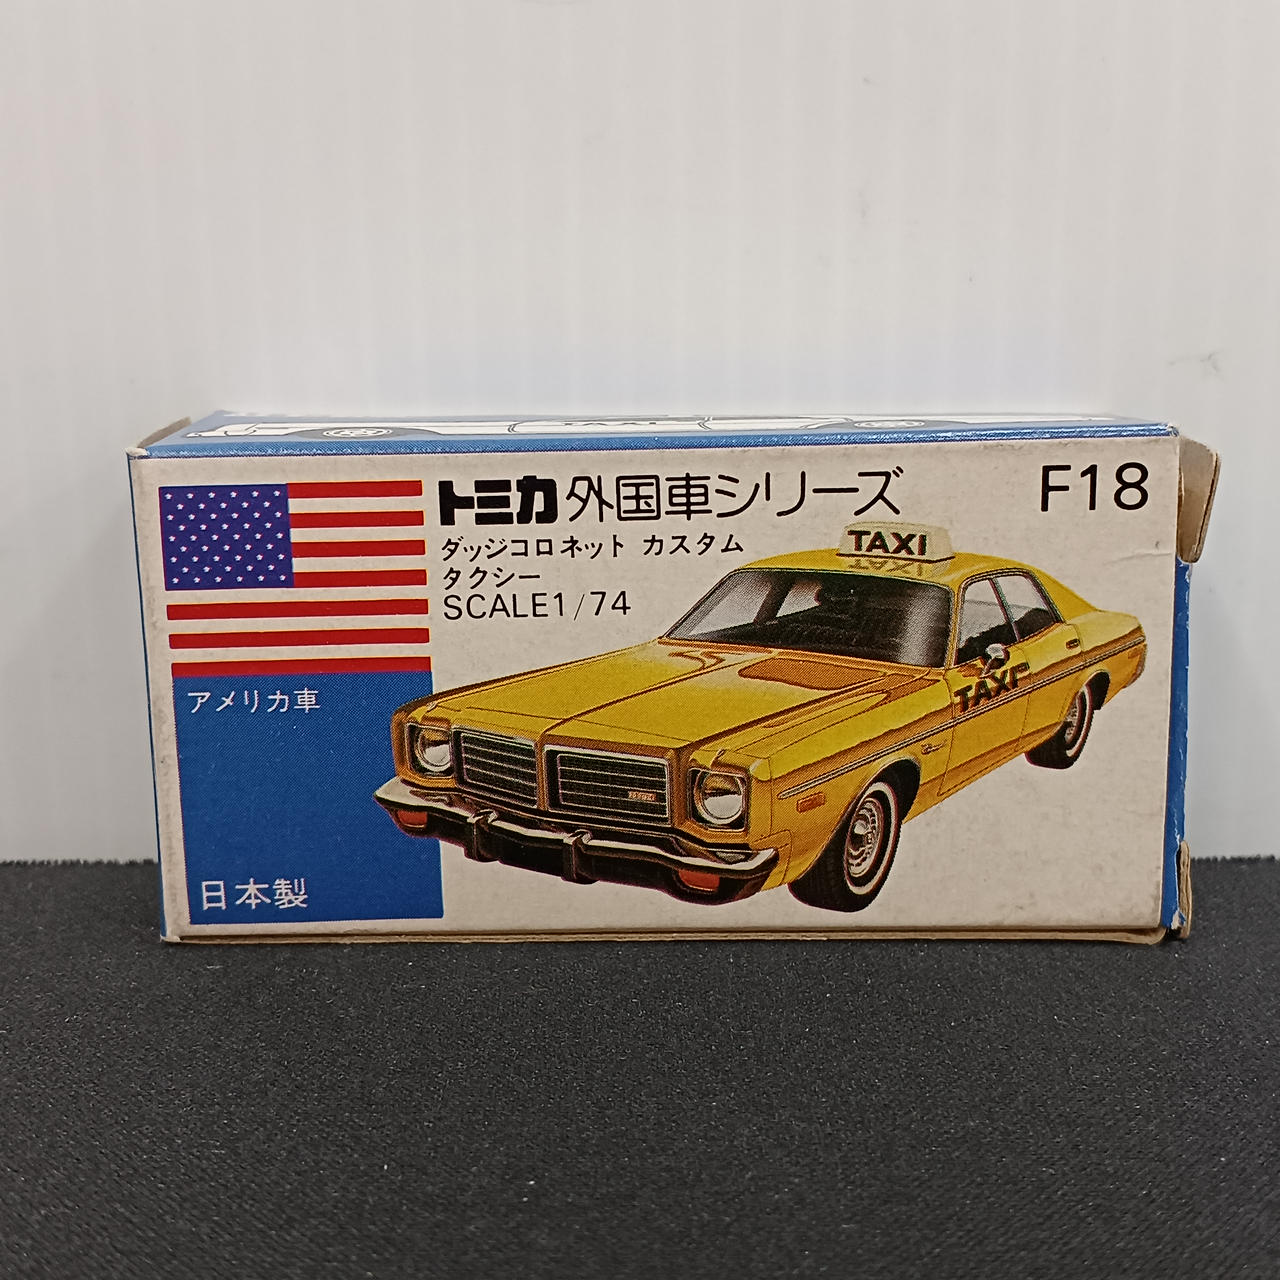 TAXI
トミカ 外国車シリーズ F18
ダッジコロネット カスタム
タクシー
SCALE1/74
TAXI
TAXI
アメリカ車
日本製